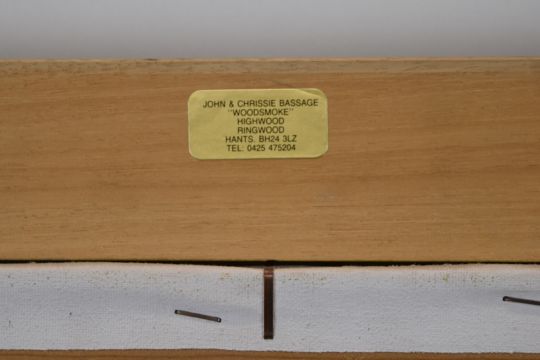 JOHN & CHRISSIE BASSAGE
"WOODSMOKE"
HIGHWOOD
RINGWOOD
HANTS. BH24 3LZ
TEL: 0425 475204